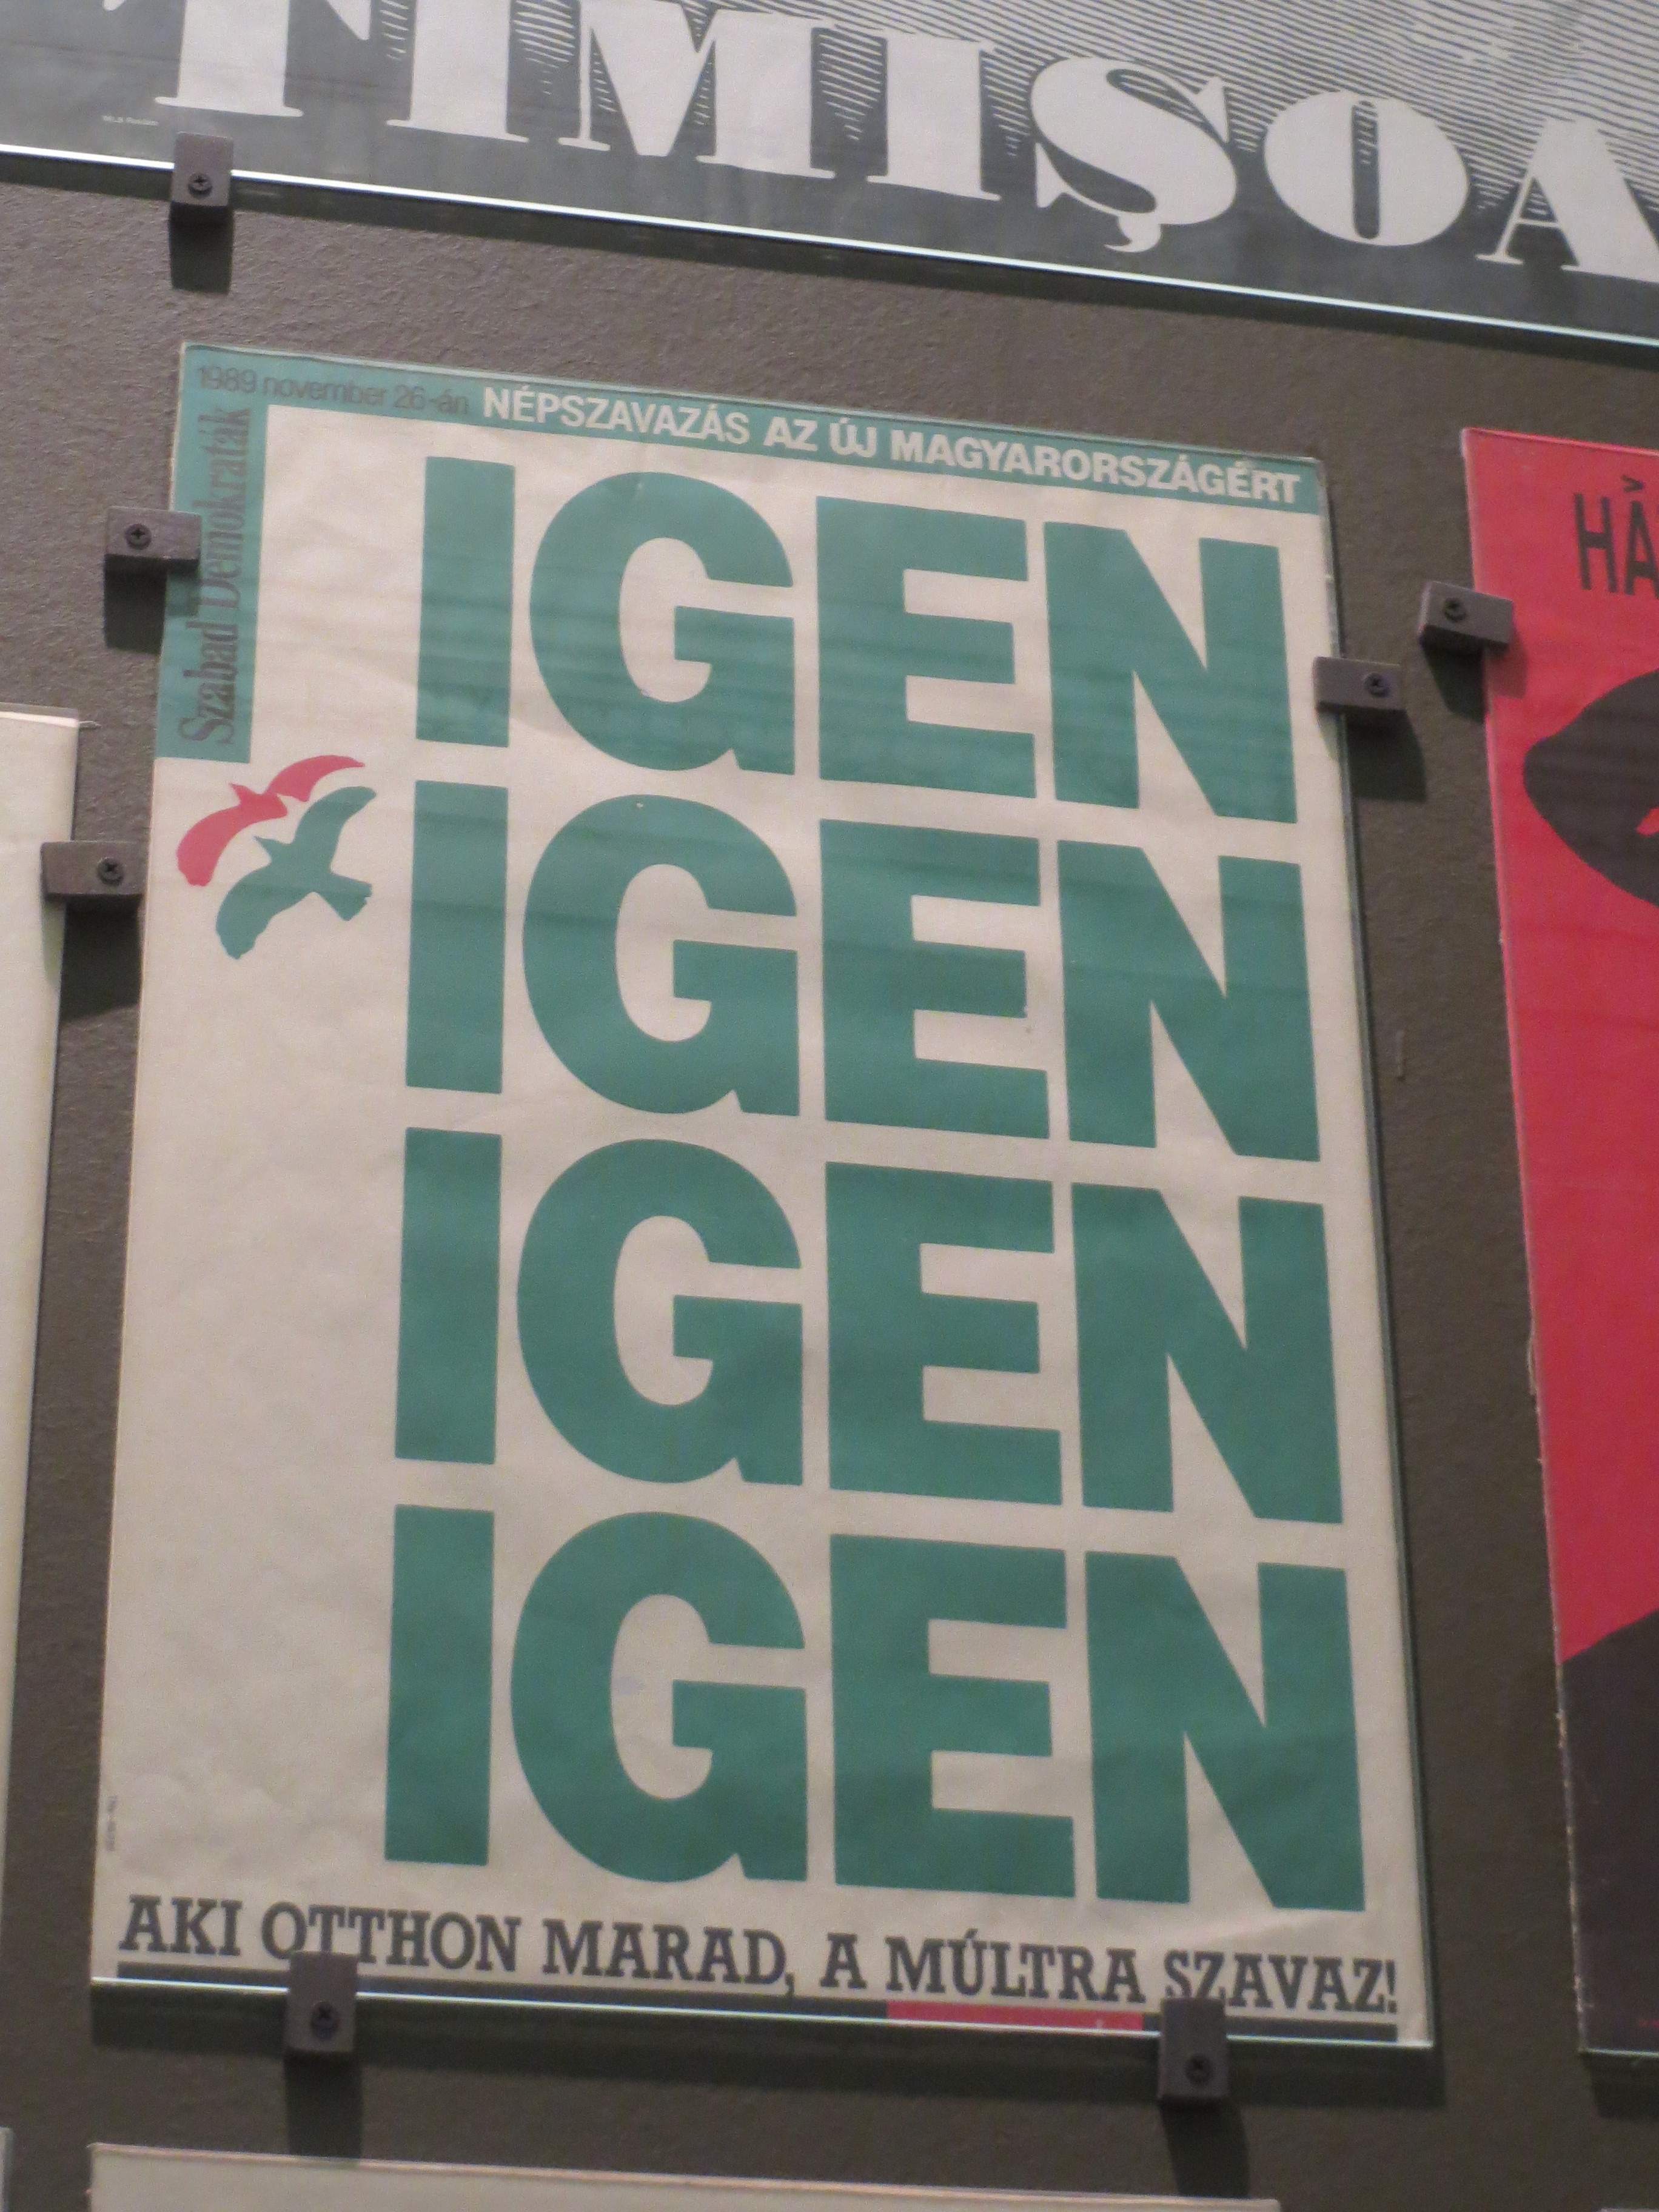 TIMIȘOA
1989 november 26-án NÉPSZAVAZÁS AZ ÚJ MAGYARORSZÁGÉRT
Szabad Demokraták
IGEN
IGEN
IGEN
IGEN
AKI OTTHON MARAD, A MÚLTRA SZAVAZ!